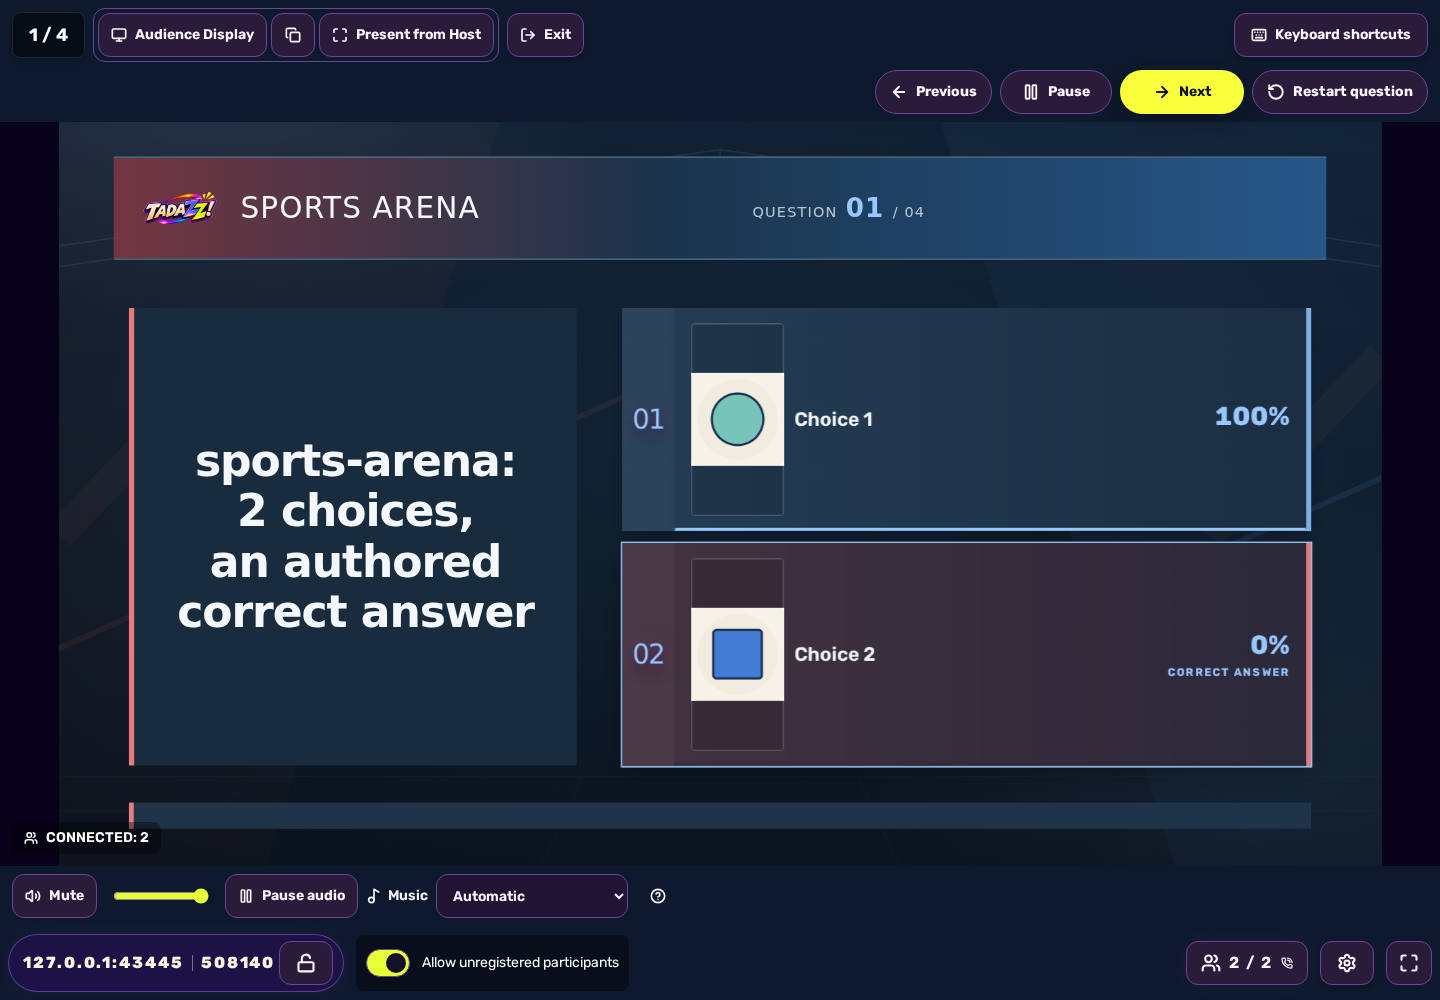 1 / 4
Audience Display
Present from Host
Exit
Keyboard shortcuts
Previous
Pause
Next
Restart question
TADAZZ!
SPORTS ARENA
QUESTION 01 / 04
sports-arena:
2 choices,
an authored
correct answer
01
Choice 1
100%
02
Choice 2
0%
CORRECT ANSWER
CONNECTED: 2
Mute
Pause audio
Music
Automatic
127.0.0.1:43445
508140
Allow unregistered participants
2 / 2